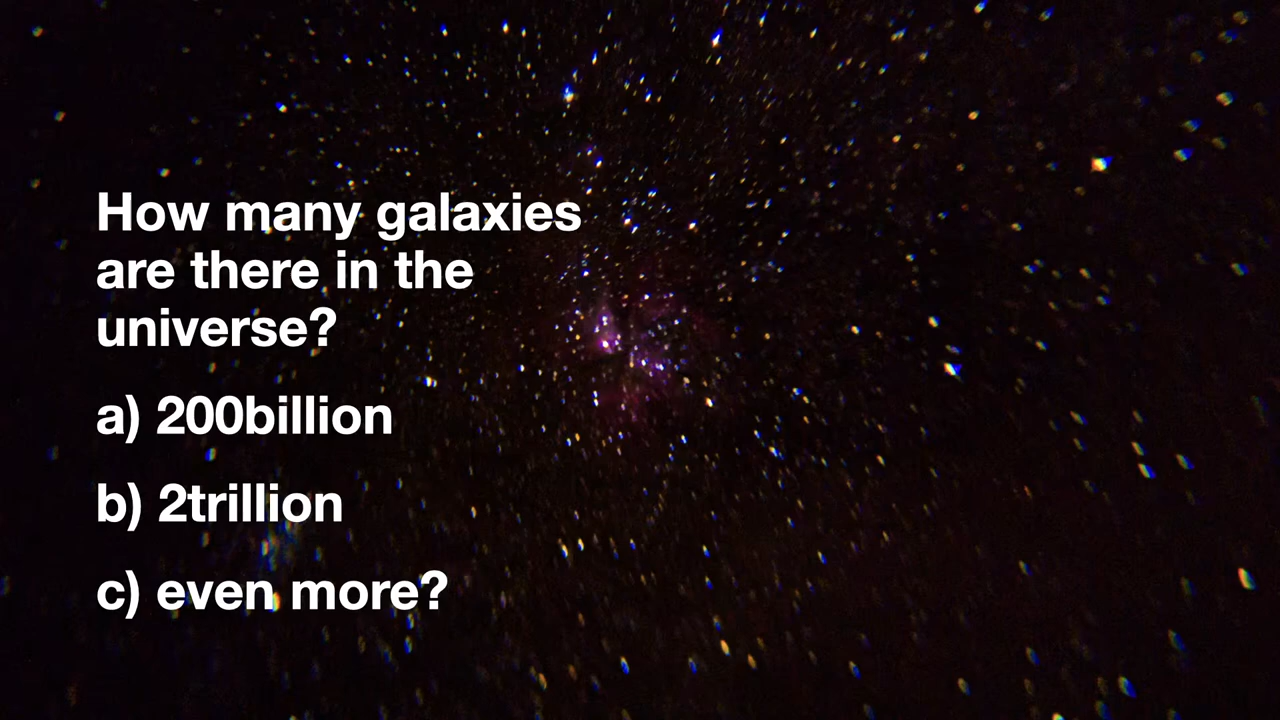 How many galaxies
are there in the
universe?
a) 200billion
b) 2trillion
c) even more?